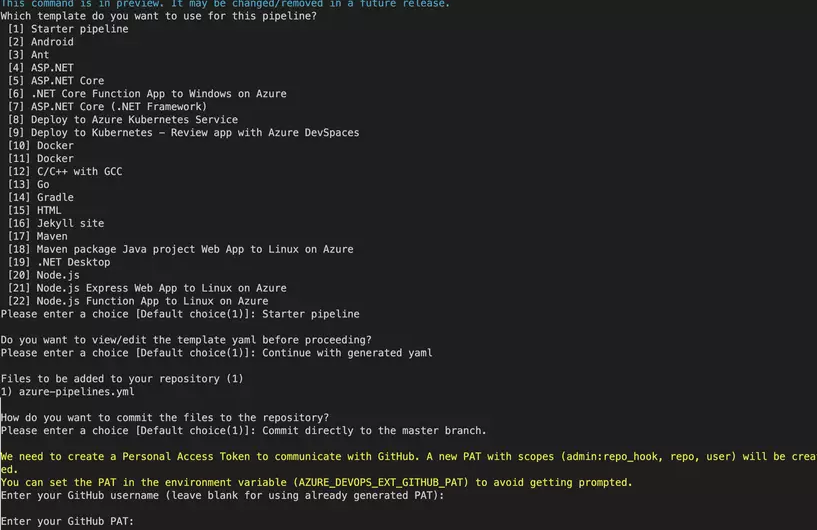 This command is in preview. It may be changed/removed in a future release.
Which template do you want to use for this pipeline?
[1] Starter pipeline
[2] Android
[3] Ant
[4] ASP.NET
[5] ASP.NET Core
[6] .NET Core Function App to Windows on Azure
[7] ASP.NET Core (.NET Framework)
[8] Deploy to Azure Kubernetes Service
[9] Deploy to Kubernetes - Review app with Azure DevSpaces
[10] Docker
[11] Docker
[12] C/C++ with GCC
[13] Go
[14] Gradle
[15] HTML
[16] Jekyll site
[17] Maven
[18] Maven package Java project Web App to Linux on Azure
[19] .NET Desktop
[20] Node.js
[21] Node.js Express Web App to Linux on Azure
[22] Node.js Function App to Linux on Azure
Please enter a choice [Default choice(1)]: Starter pipeline
Do you want to view/edit the template yaml before proceeding?
Please enter a choice [Default choice(1)]: Continue with generated yaml
Files to be added to your repository (1)
1) azure-pipelines.yml
How do you want to commit the files to the repository?
Please enter a choice [Default choice(1)]: Commit directly to the master branch.
We need to create a Personal Access Token to communicate with GitHub. A new PAT with scopes (admin:repo_hook, repo, user) will be creat
ed.
You can set the PAT in the environment variable (AZURE_DEVOPS_EXT_GITHUB_PAT) to avoid getting prompted.
Enter your GitHub username (leave blank for using already generated PAT):
Enter your GitHub PAT: